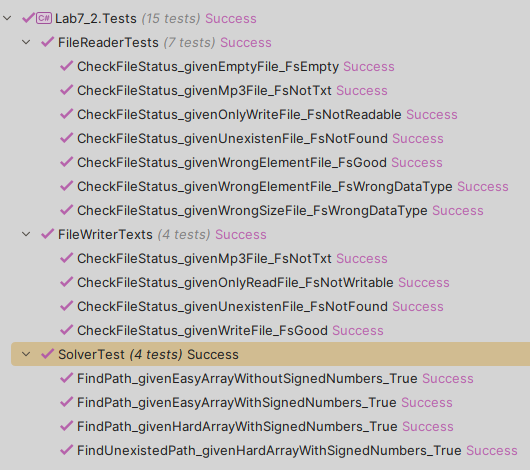 C# Lab7_2.Tests (15 tests) Success
FileReaderTests (7 tests) Success
CheckFileStatus_givenEmptyFile_FsEmpty Success
CheckFileStatus_givenMp3File_FsNotTxt Success
CheckFileStatus_givenOnlyWriteFile_FsNotReadable Success
CheckFileStatus_givenUnexistenFile_FsNotFound Success
CheckFileStatus_givenWrongElementFile_FsGood Success
CheckFileStatus_givenWrongElementFile_FsWrongDataType Success
CheckFileStatus_givenWrongSizeFile_FsWrongDataType Success
FileWriterTexts (4 tests) Success
CheckFileStatus_givenMp3File_FsNotTxt Success
CheckFileStatus_givenOnlyReadFile_FsNotWritable Success
CheckFileStatus_givenUnexistenFile_FsNotFound Success
CheckFileStatus_givenWriteFile_FsGood Success
SolverTest (4 tests) Success
FindPath_givenEasyArrayWithoutSignedNumbers_True Success
FindPath_givenEasyArrayWithSignedNumbers_True Success
FindPath_givenHardArrayWithSignedNumbers_True Success
FindUnexistedPath_givenHardArrayWithSignedNumbers_True Success